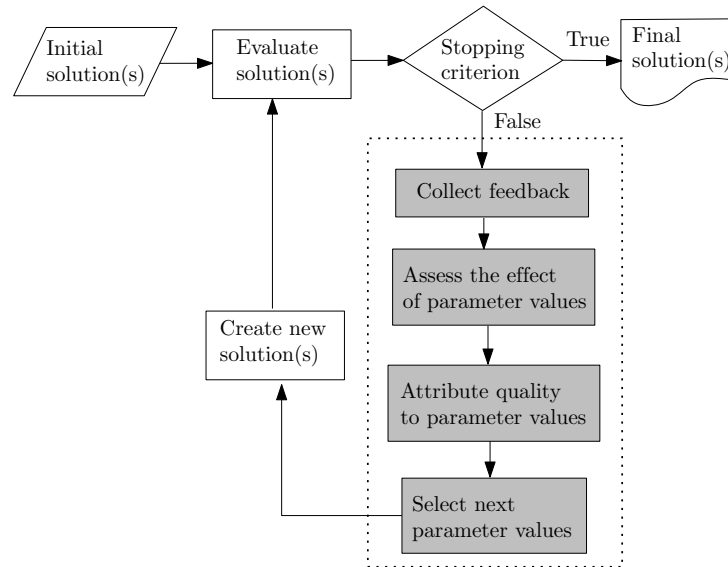 Initial
solution(s)
Evaluate
solution(s)
Stopping
criterion
True
Final
solution(s)
False
Collect feedback
Assess the effect
of parameter values
Attribute quality
to parameter values
Select next
parameter values
Create new
solution(s)